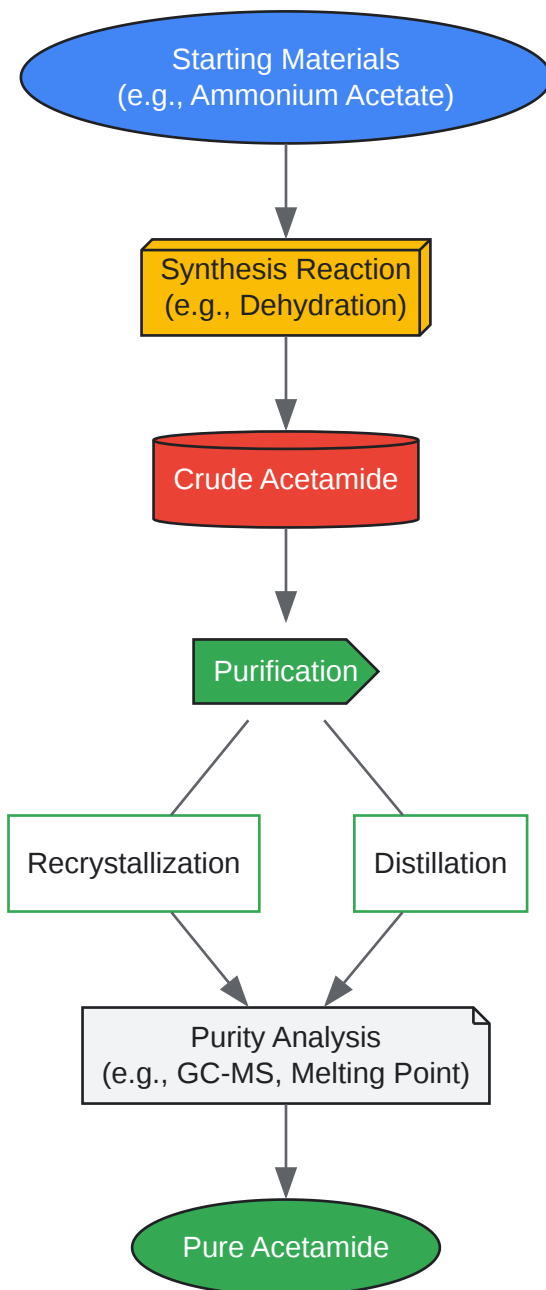 Starting Materials
(e.g., Ammonium Acetate)
Synthesis Reaction
(e.g., Dehydration)
Crude Acetamide
Purification
Recrystallization
Distillation
Purity Analysis
(e.g., GC-MS, Melting Point)
Pure Acetamide